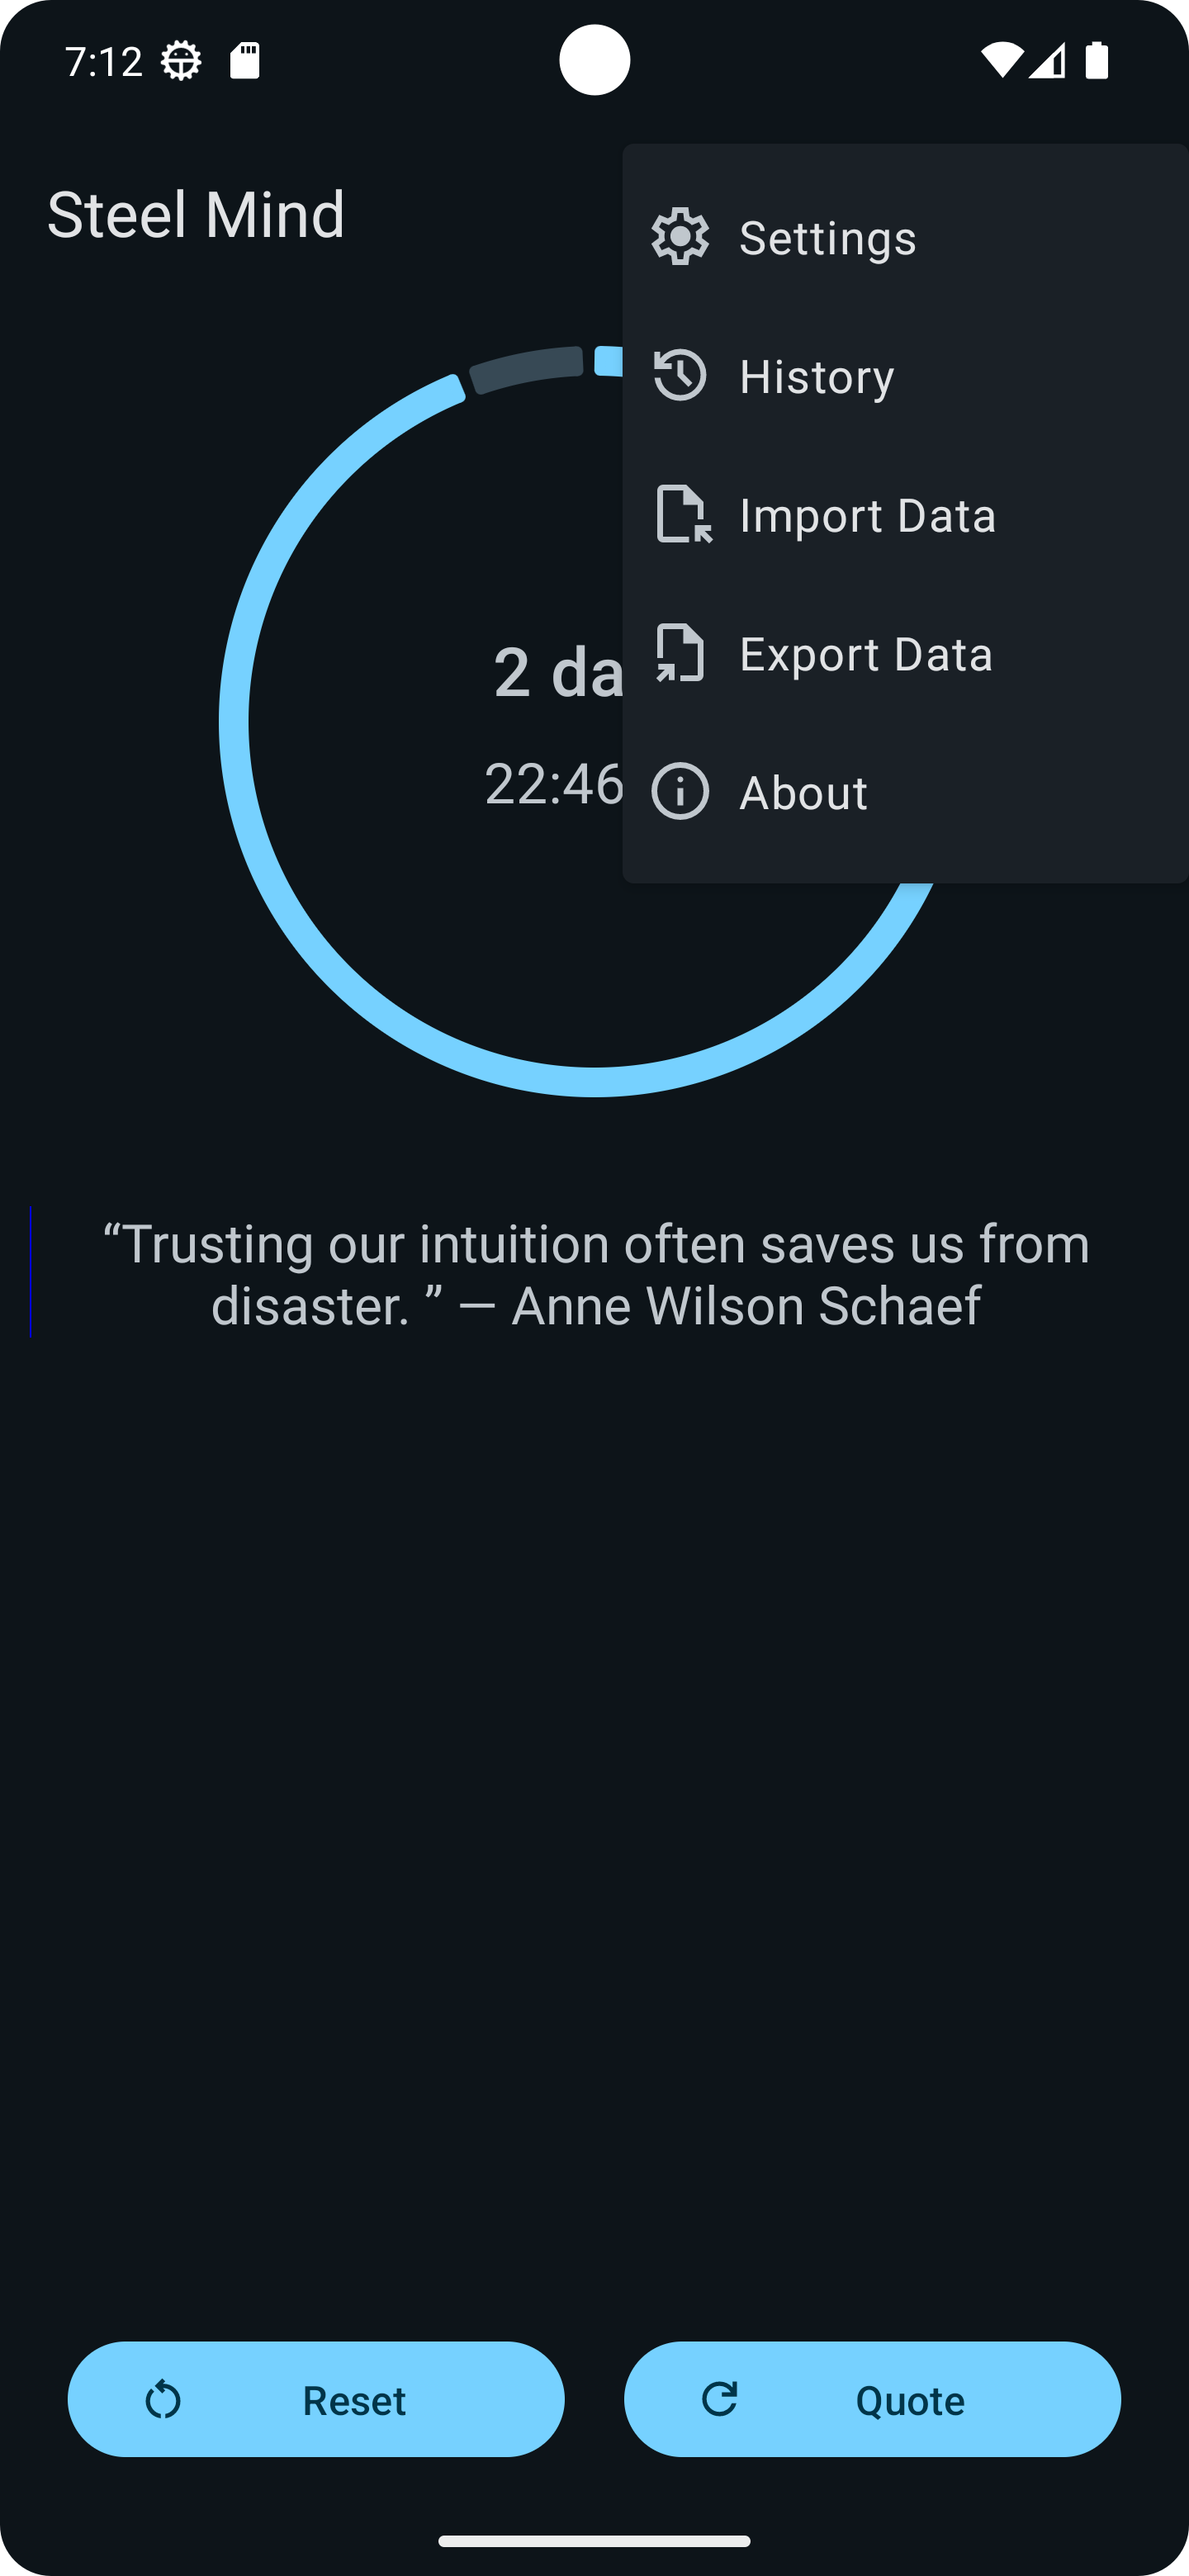 7:12
Steel Mind
Settings
History
Import Data
Export Data
About
2 da
22:46
“Trusting our intuition often saves us from
disaster. ” — Anne Wilson Schaef
Reset
Quote